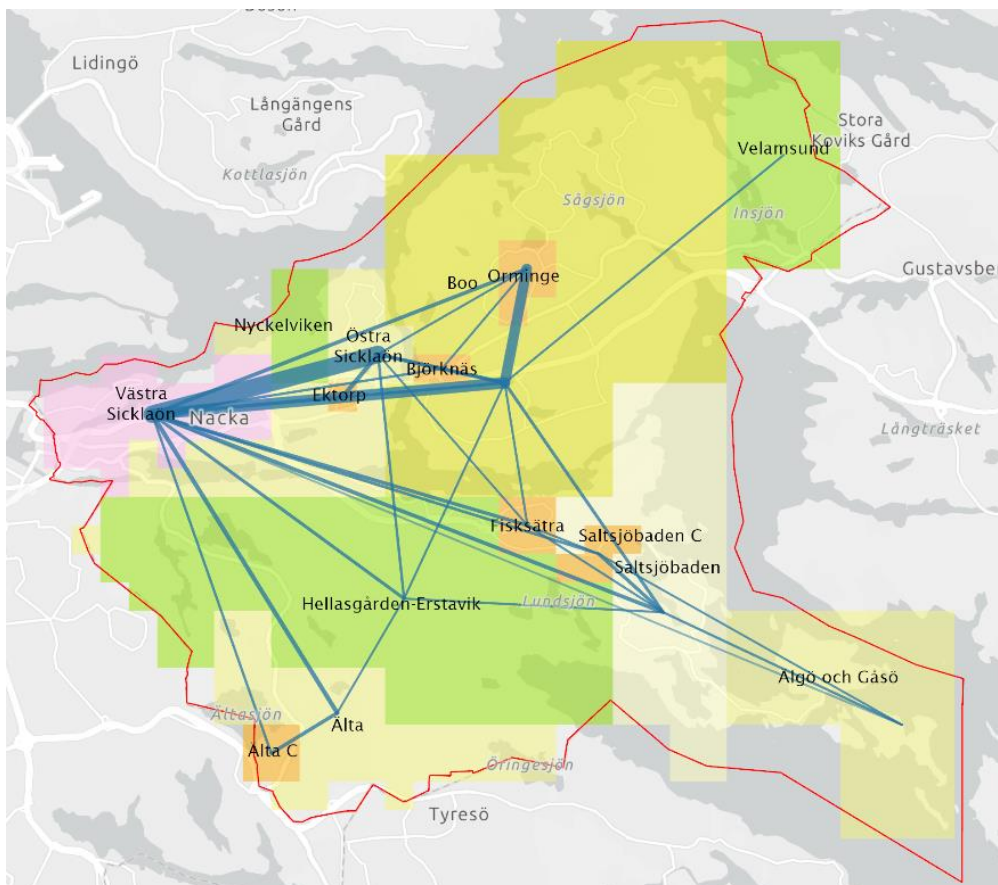 Lidingö
Långängens
Gård
Kottlasjön
Stora
Koviks Gård
Velamsund
Sågsjön
Insjön
Gustavsbe
Boo
Orminge
Nyckelviken
Östra
Sicklaön
Björknäs
Ektorp
Västra
Sicklaön
Nacka
Långträsket
Fisksätra
Saltsjöbaden C
Saltsjöbaden
Hellasgården-Erstavik
Lundsjön
Älgö och Gåsö
Ältasjön
Älta
Älta C
Öringesjön
Tyresö